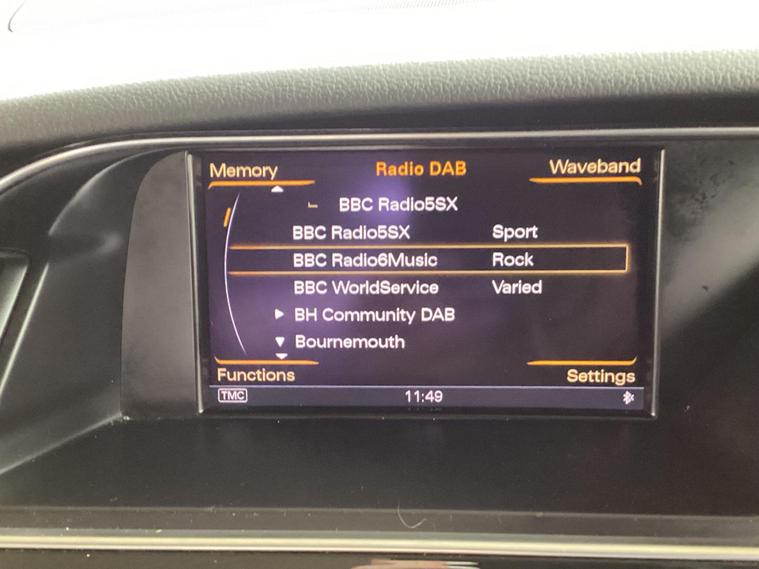 Memory Radio DAB Waveband
BBC Radio5SX
BBC Radio5SX Sport
BBC Radio6Music Rock
BBC WorldService Varied
BH Community DAB
Bournemouth
Functions Settings
TMC 11:49